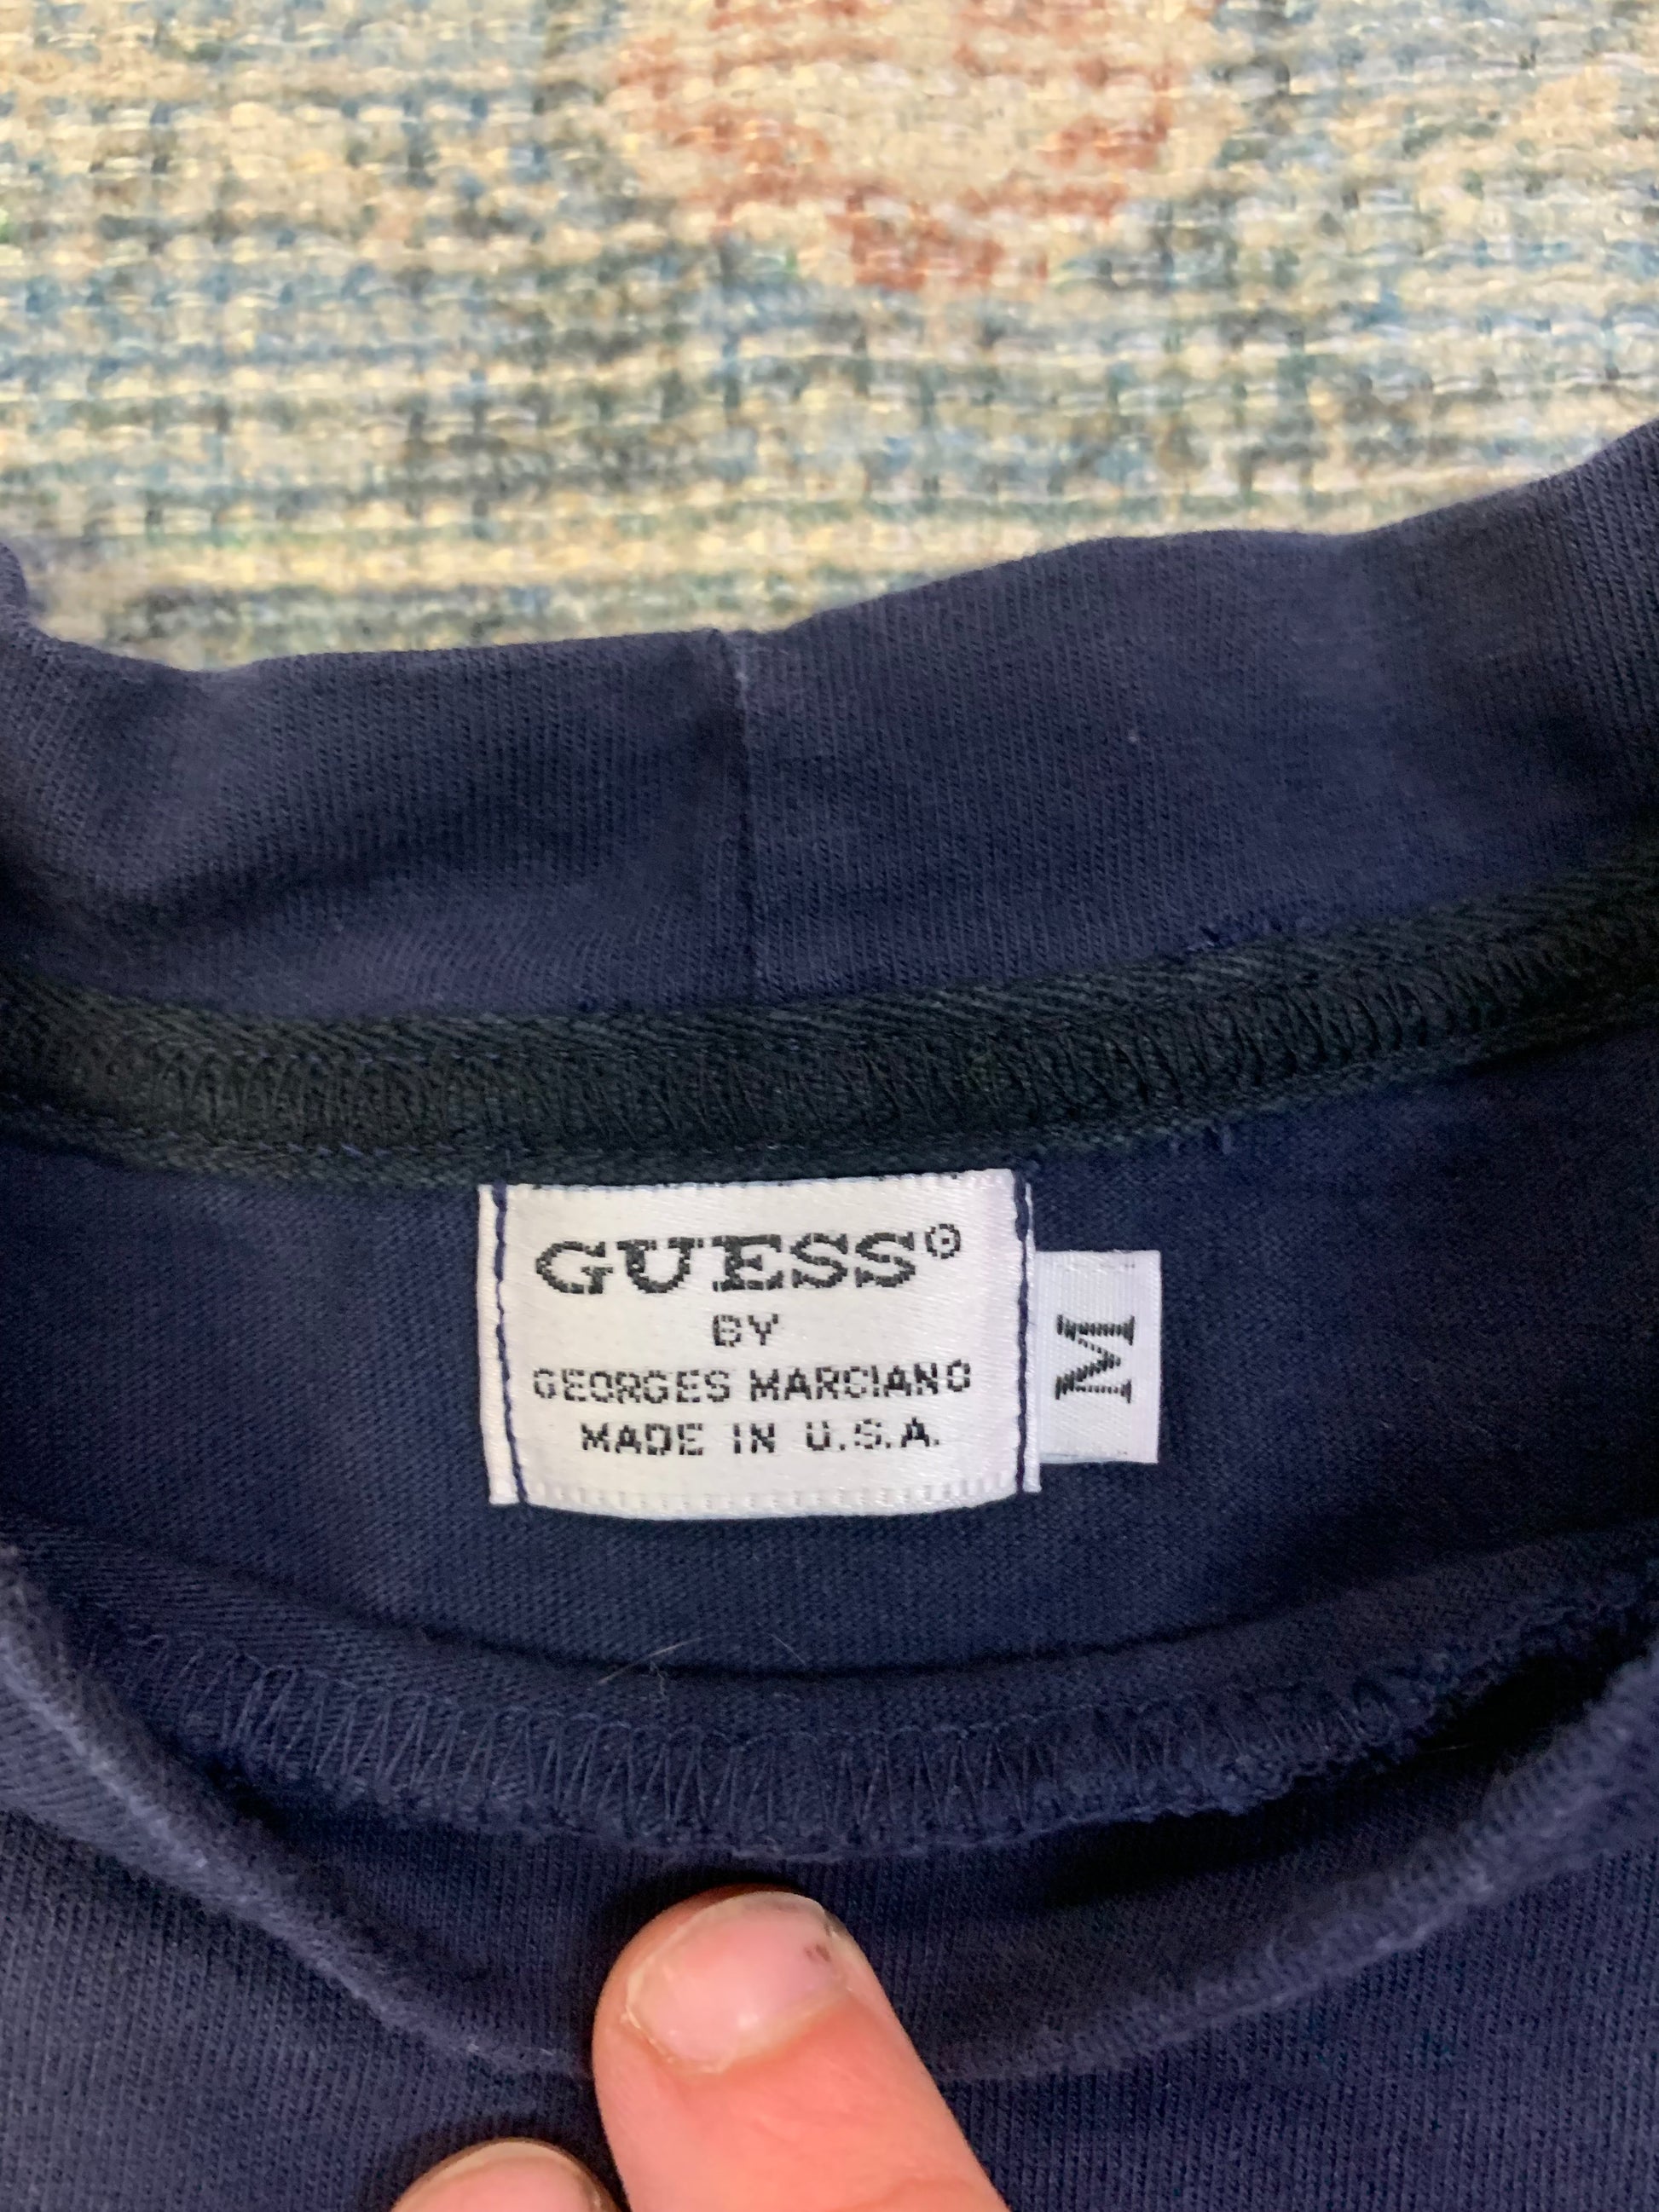 GUESS®
BY
GEORGES MARCIANO
MADE IN U.S.A.
M